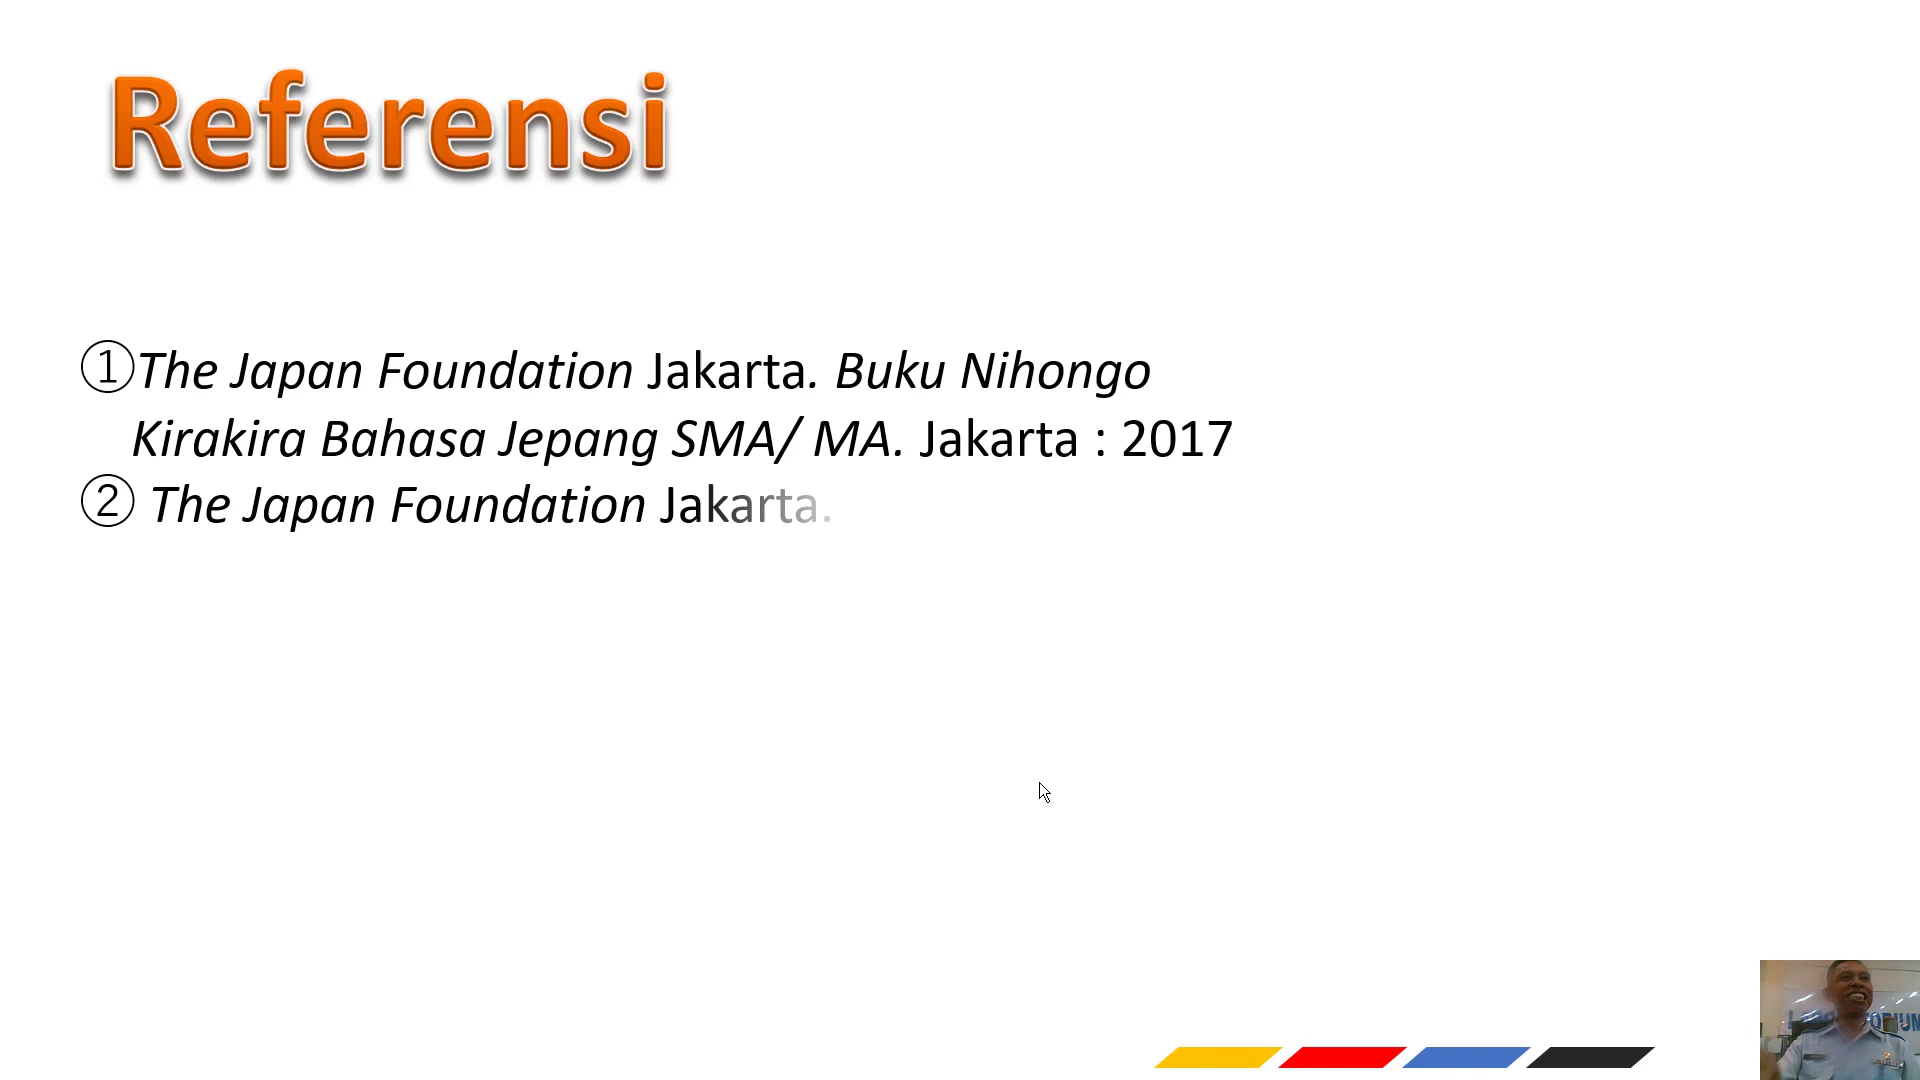 Referensi
①The Japan Foundation Jakarta. Buku Nihongo
Kirakira Bahasa Jepang SMA/ MA. Jakarta : 2017
② The Japan Foundation Jakarta.